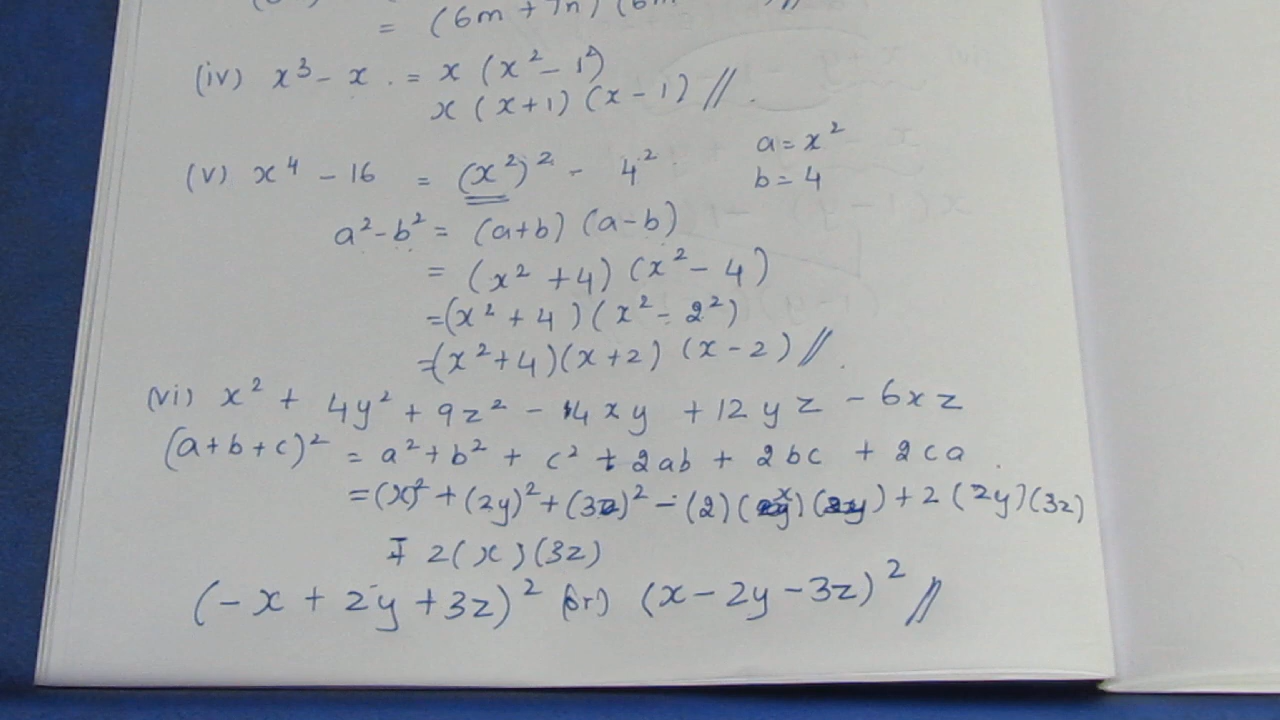 = (6m + 7n) (6m
(iv) x³ - x = x (x² - 1²)
x (x+1) (x-1) //
(v) x⁴ - 16 = (x²)² - 4²
a = x²
b = 4
a² - b² = (a+b) (a-b)
= (x² + 4) (x² - 4)
= (x² + 4) (x² - 2²)
= (x² + 4) (x + 2) (x - 2) //
(vi) x² + 4y² + 9z² - 4xy + 12yz - 6xz
(a+b+c)² = a² + b² + c² + 2ab + 2bc + 2ca
= (x)² + (2y)² + (3z)² - (2) (x) (2y) + 2 (2y) (3z)
- 2(x)(3z)
(-x + 2y + 3z)² (or) (x - 2y - 3z)² //